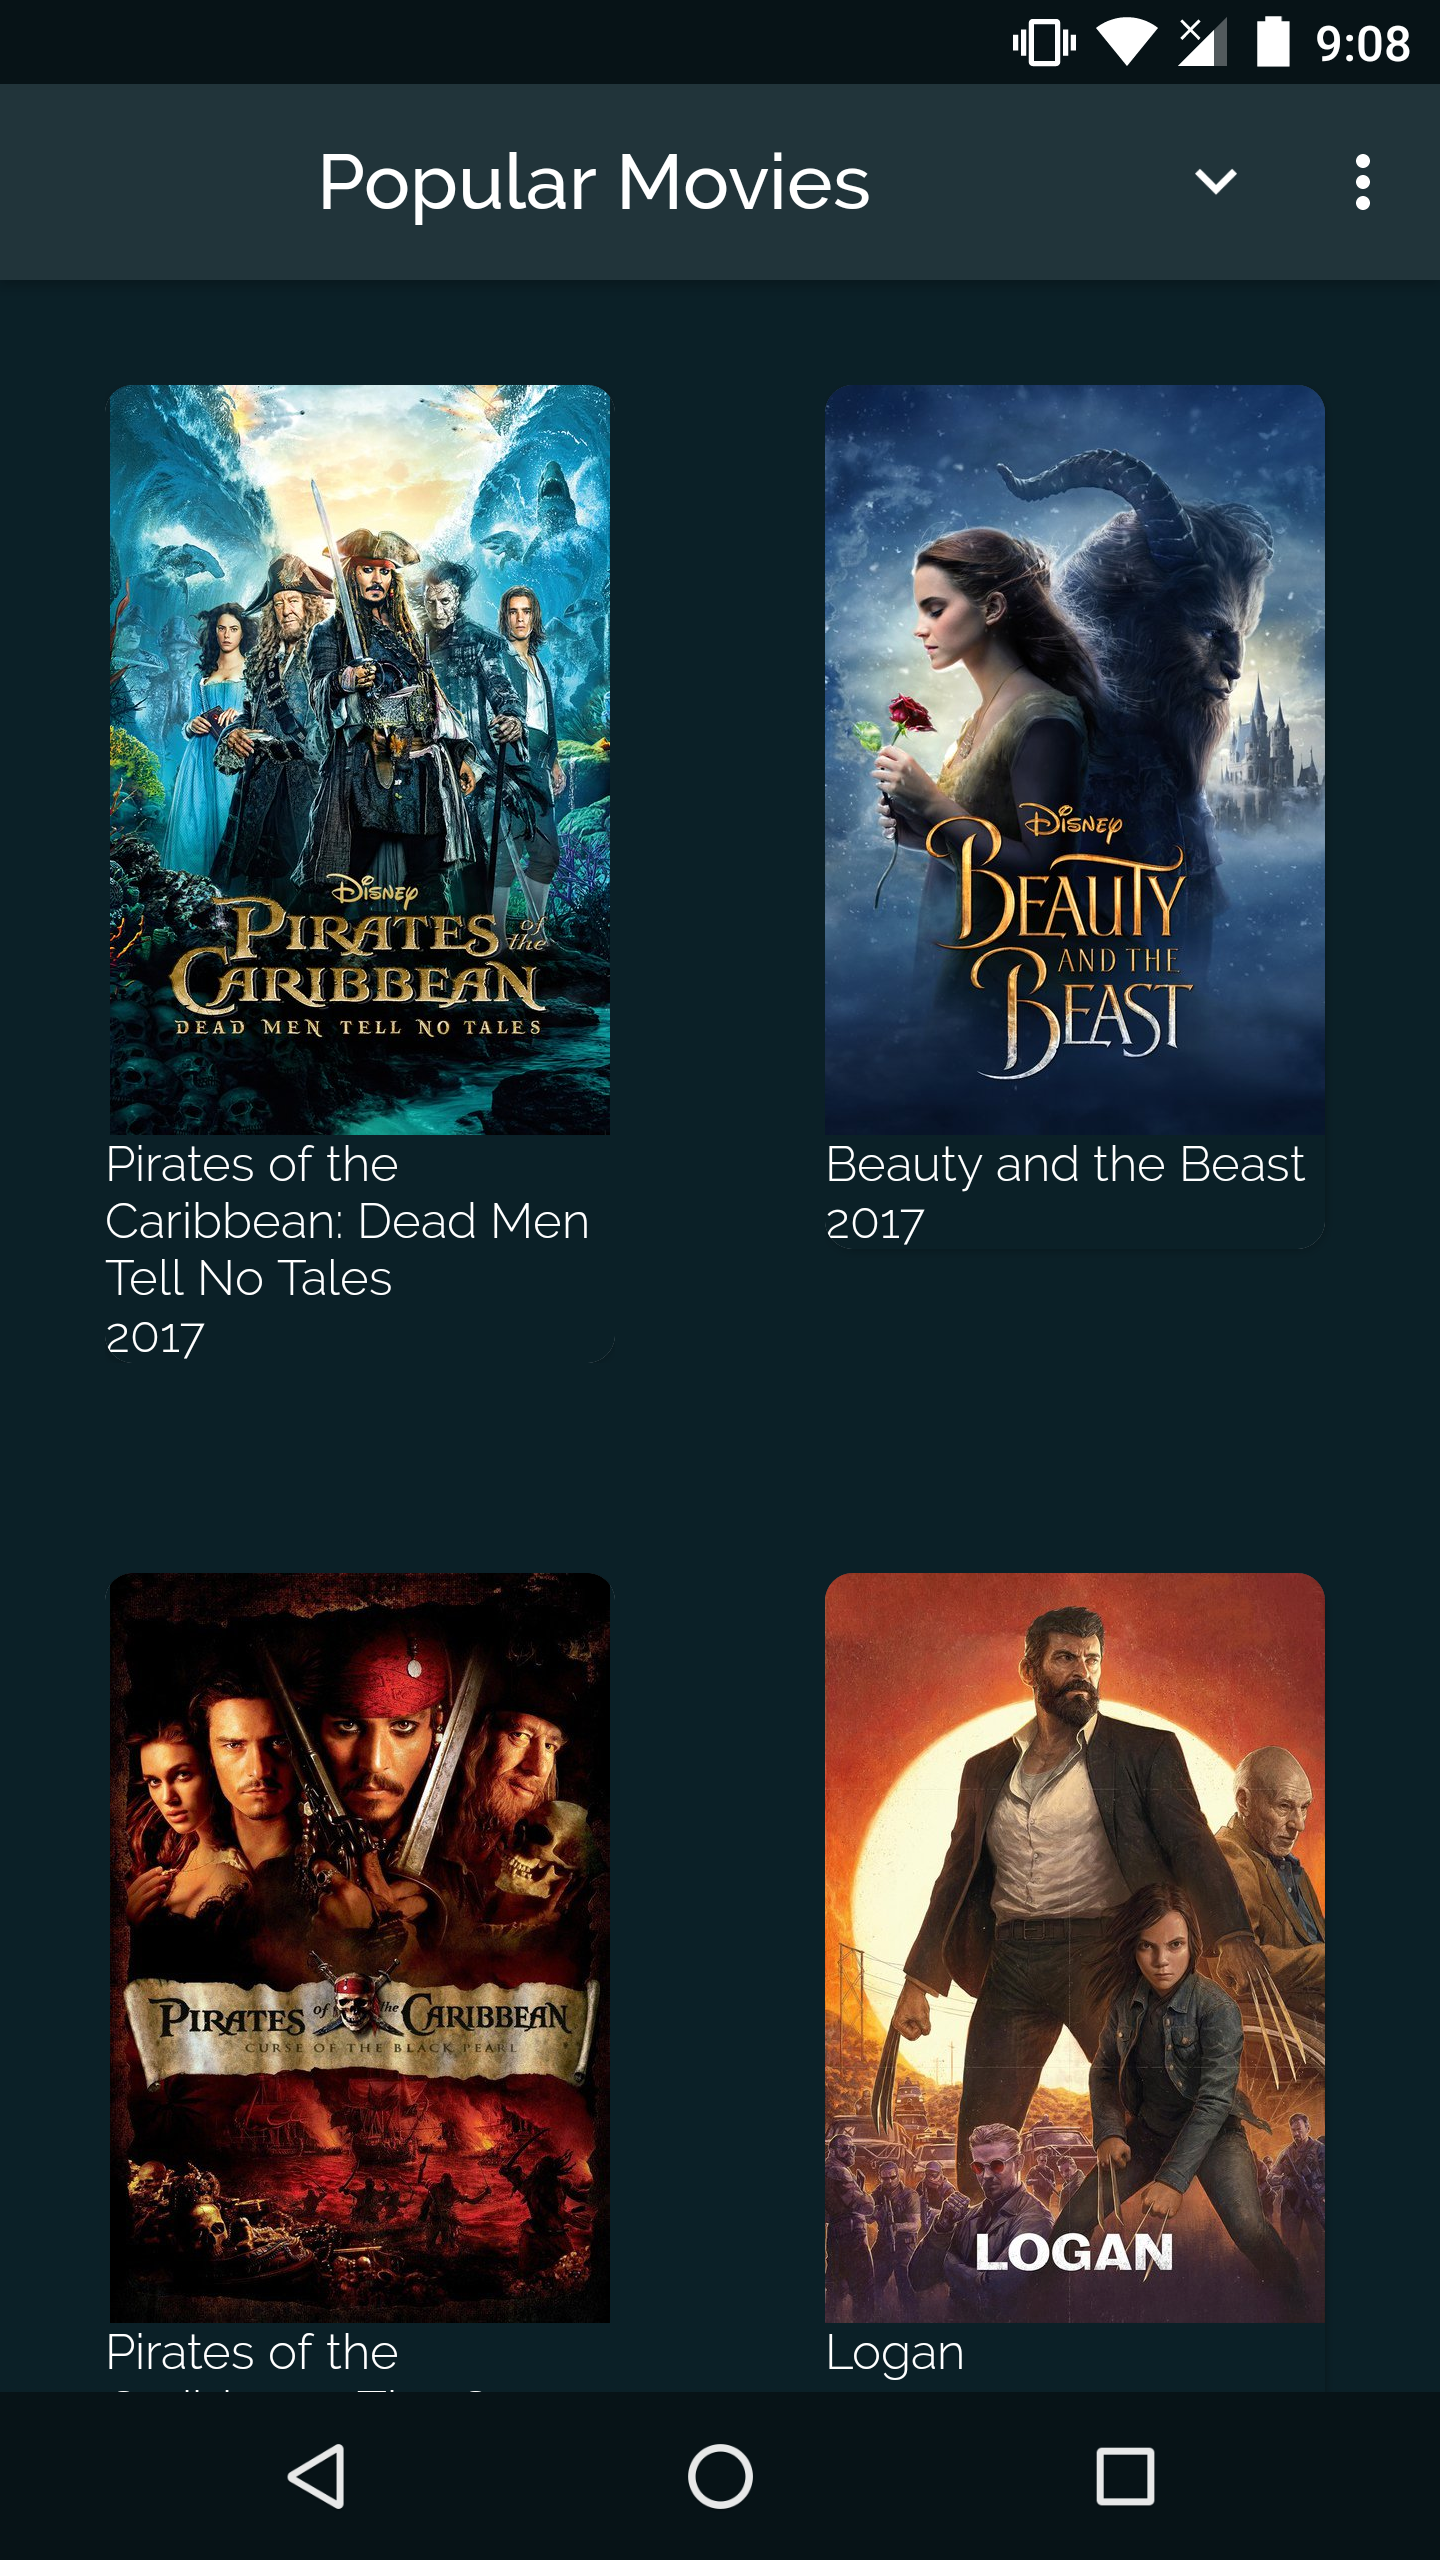 9:08
Popular Movies
Disney
Pirates of the
Caribbean
Dead Men Tell No Tales
Pirates of the
Caribbean: Dead Men
Tell No Tales
2017
Disney
Beauty
and the
Beast
Beauty and the Beast
2017
Pirates of the Caribbean
Curse of the Black Pearl
Pirates of the
LOGAN
Logan